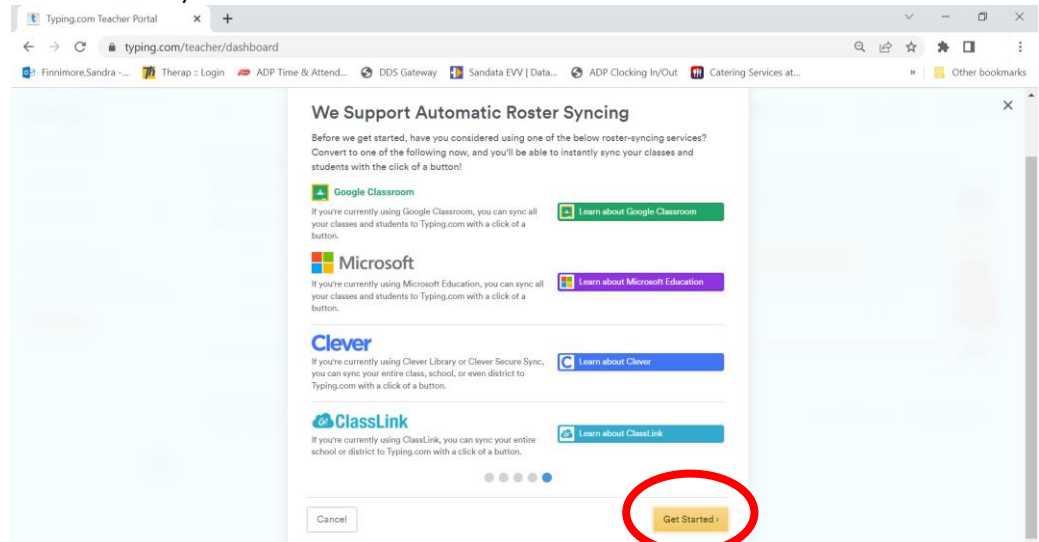 Typing.com Teacher Portal
typing.com/teacher/dashboard
Finnimore,Sandra -... Therap :: Login ADP Time & Attend... DDS Gateway Sandata EVV | Data... ADP Clocking In/Out Catering Services at... » Other bookmarks
We Support Automatic Roster Syncing
Before we get started, have you considered using one of the below roster-syncing services?
Convert to one of the following now, and you'll be able to instantly sync your classes and
students with the click of a button!
Google Classroom
If you're currently using Google Classroom, you can sync all
your classes and students to Typing.com with a click of a
button.
Learn about Google Classroom
Microsoft
If you're currently using Microsoft Education, you can sync all
your classes and students to Typing.com with a click of a
button.
Learn about Microsoft Education
Clever
If you're currently using Clever Library or Clever Secure Sync,
you can sync your entire class, school, or even district to
Typing.com with a click of a button.
Learn about Clever
ClassLink
If you're currently using ClassLink, you can sync your entire
school or district to Typing.com with a click of a button.
Learn about ClassLink
Cancel
Get Started ›